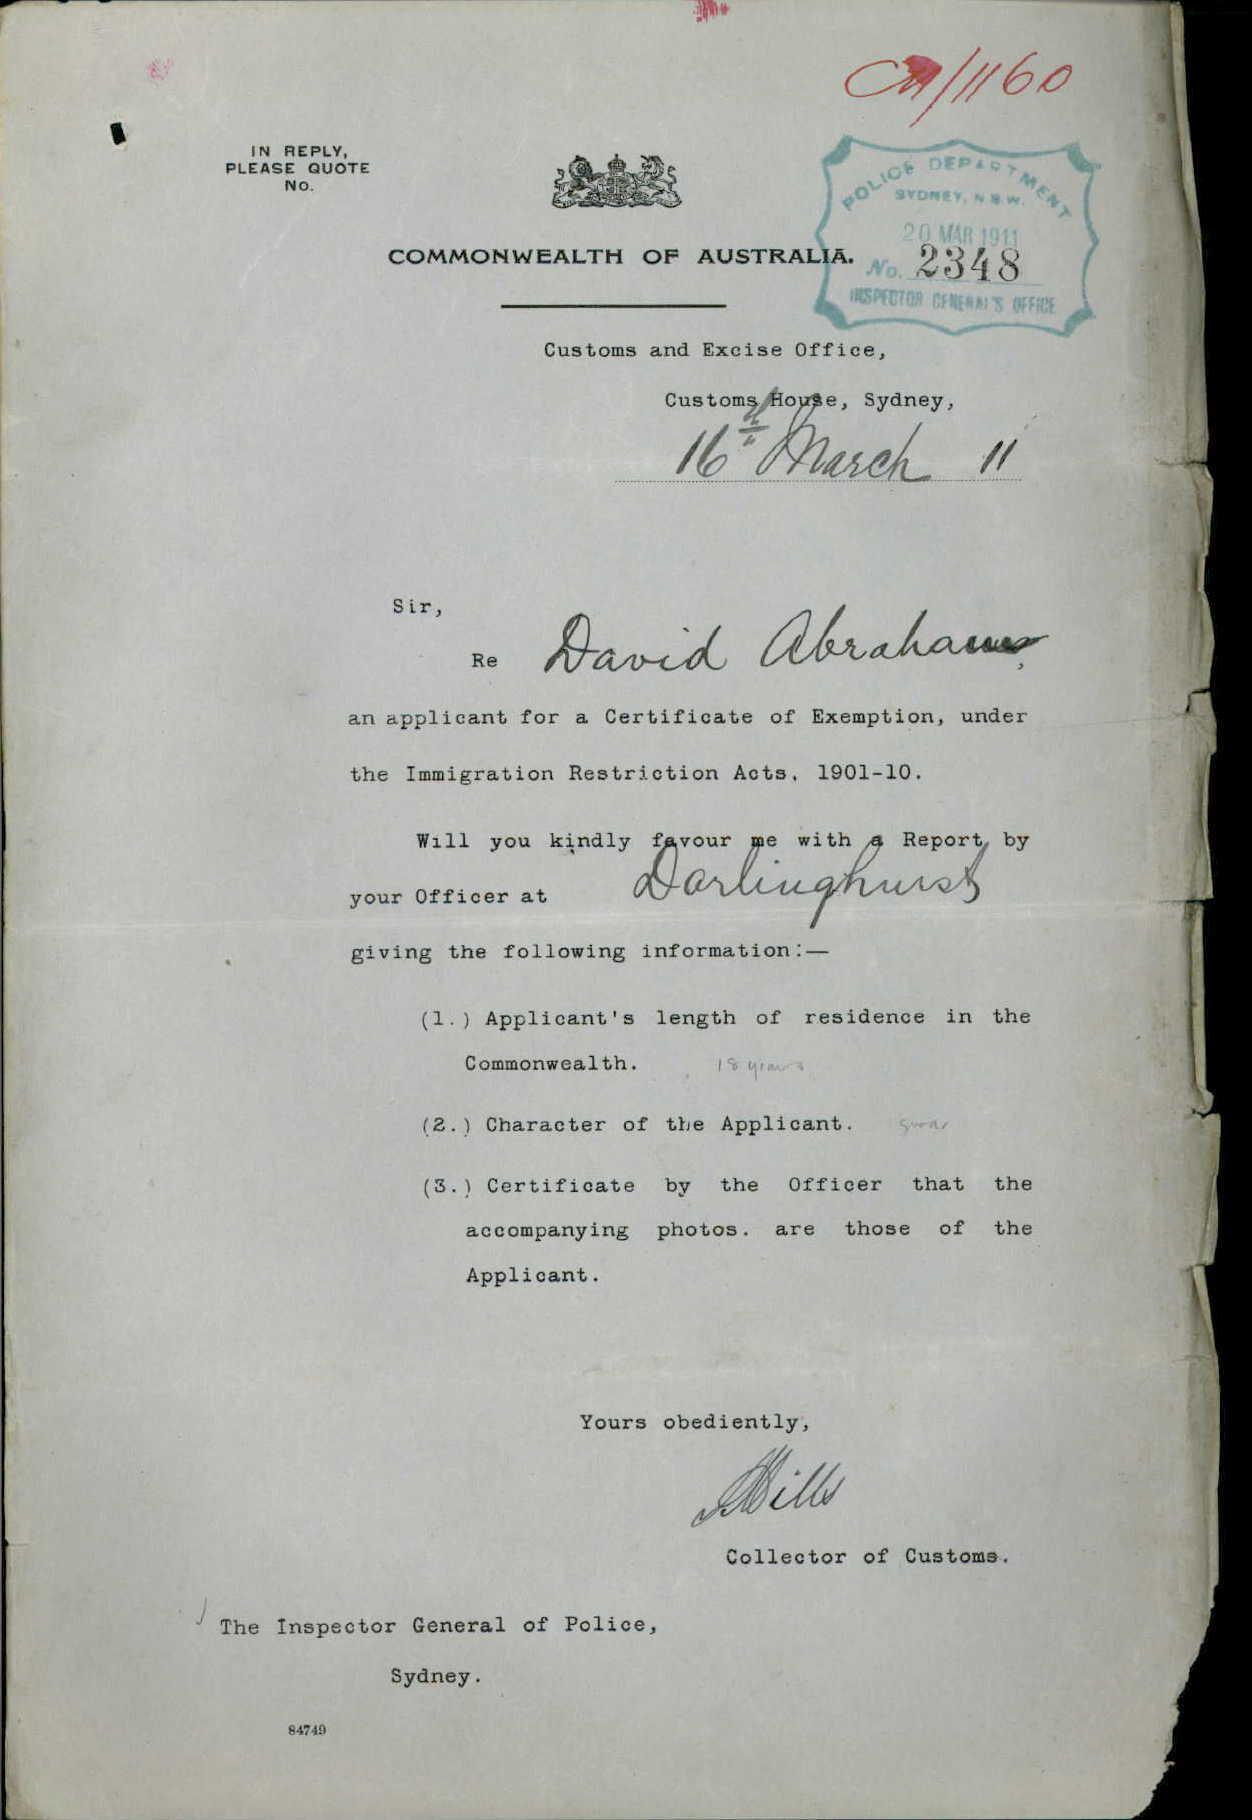 /1160
IN REPLY,
PLEASE QUOTE
No.
POLICE DEPARTMENT
SYDNEY, N.S.W.
20 MAR 1911
No. 2348
INSPECTOR GENERAL'S OFFICE
COMMONWEALTH OF AUSTRALIA.
Customs and Excise Office,
Customs House, Sydney,
16th March 11
Sir,
Re David Abrahams,
an applicant for a Certificate of Exemption, under
the Immigration Restriction Acts, 1901-10.
Will you kindly favour me with a Report by
your Officer at Darlinghurst
giving the following information:—
(1.) Applicant's length of residence in the
Commonwealth. 18 years
(2.) Character of the Applicant.
(3.) Certificate by the Officer that the
accompanying photos. are those of the
Applicant.
Yours obediently,
Mills
Collector of Customs.
The Inspector General of Police,
Sydney.
84749